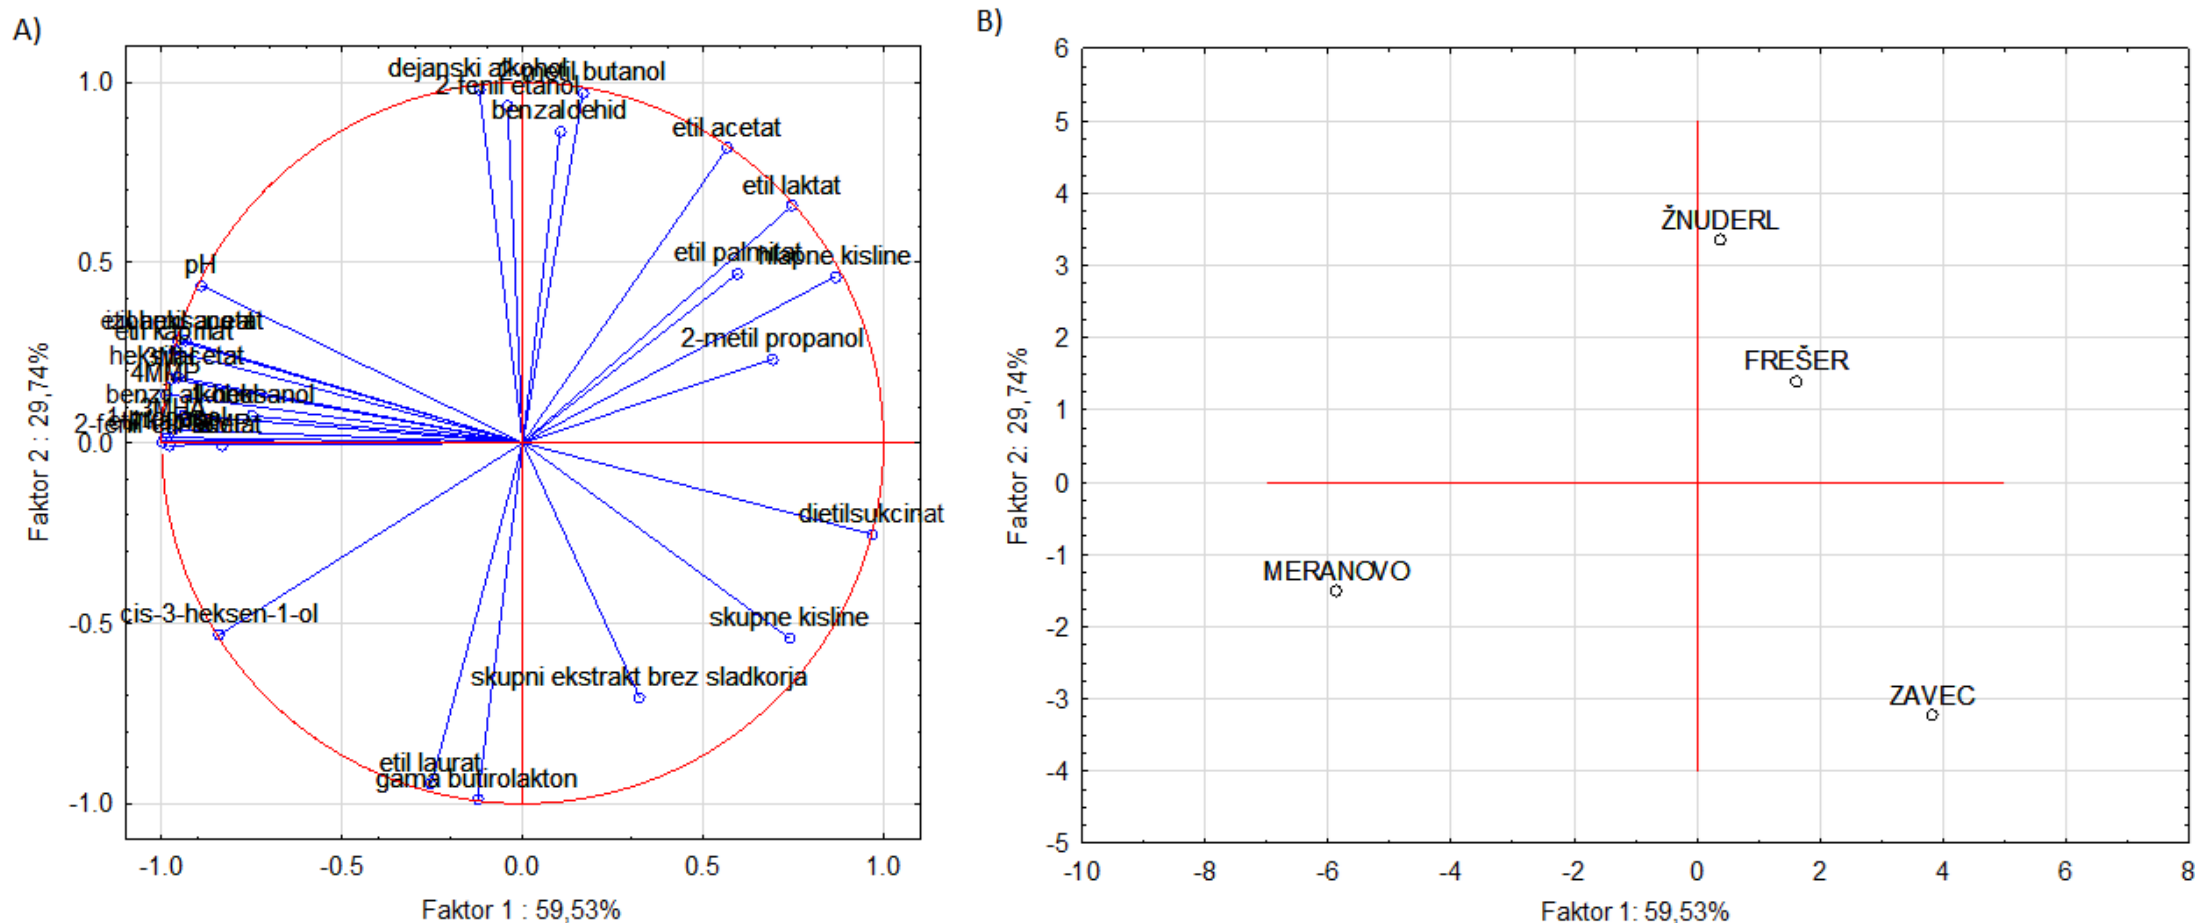 A)
dejanski alkohol
2-metil butanol
2-fenil etanol
benzaldehid
etil acetat
etil laktat
etil palmitat
hlapne kisline
2-metil propanol
pH
heksil acetat
3MH
4MMP
benzil alkohol
1-heksanol
3MHA
dietilsukcinat
cis-3-heksen-1-ol
skupne kisline
skupni ekstrakt brez sladkorja
etil laurat
gama butirolakton
1.0
0.5
0.0
-0.5
-1.0
-1.0
-0.5
0.0
0.5
1.0
Faktor 2 : 29,74%
Faktor 1 : 59,53%
B)
6
5
4
3
2
1
0
-1
-2
-3
-4
-5
ŽNUDERL
FREŠER
MERANOVO
ZAVEC
-10
-8
-6
-4
-2
0
2
4
6
8
Faktor 2: 29,74%
Faktor 1: 59,53%